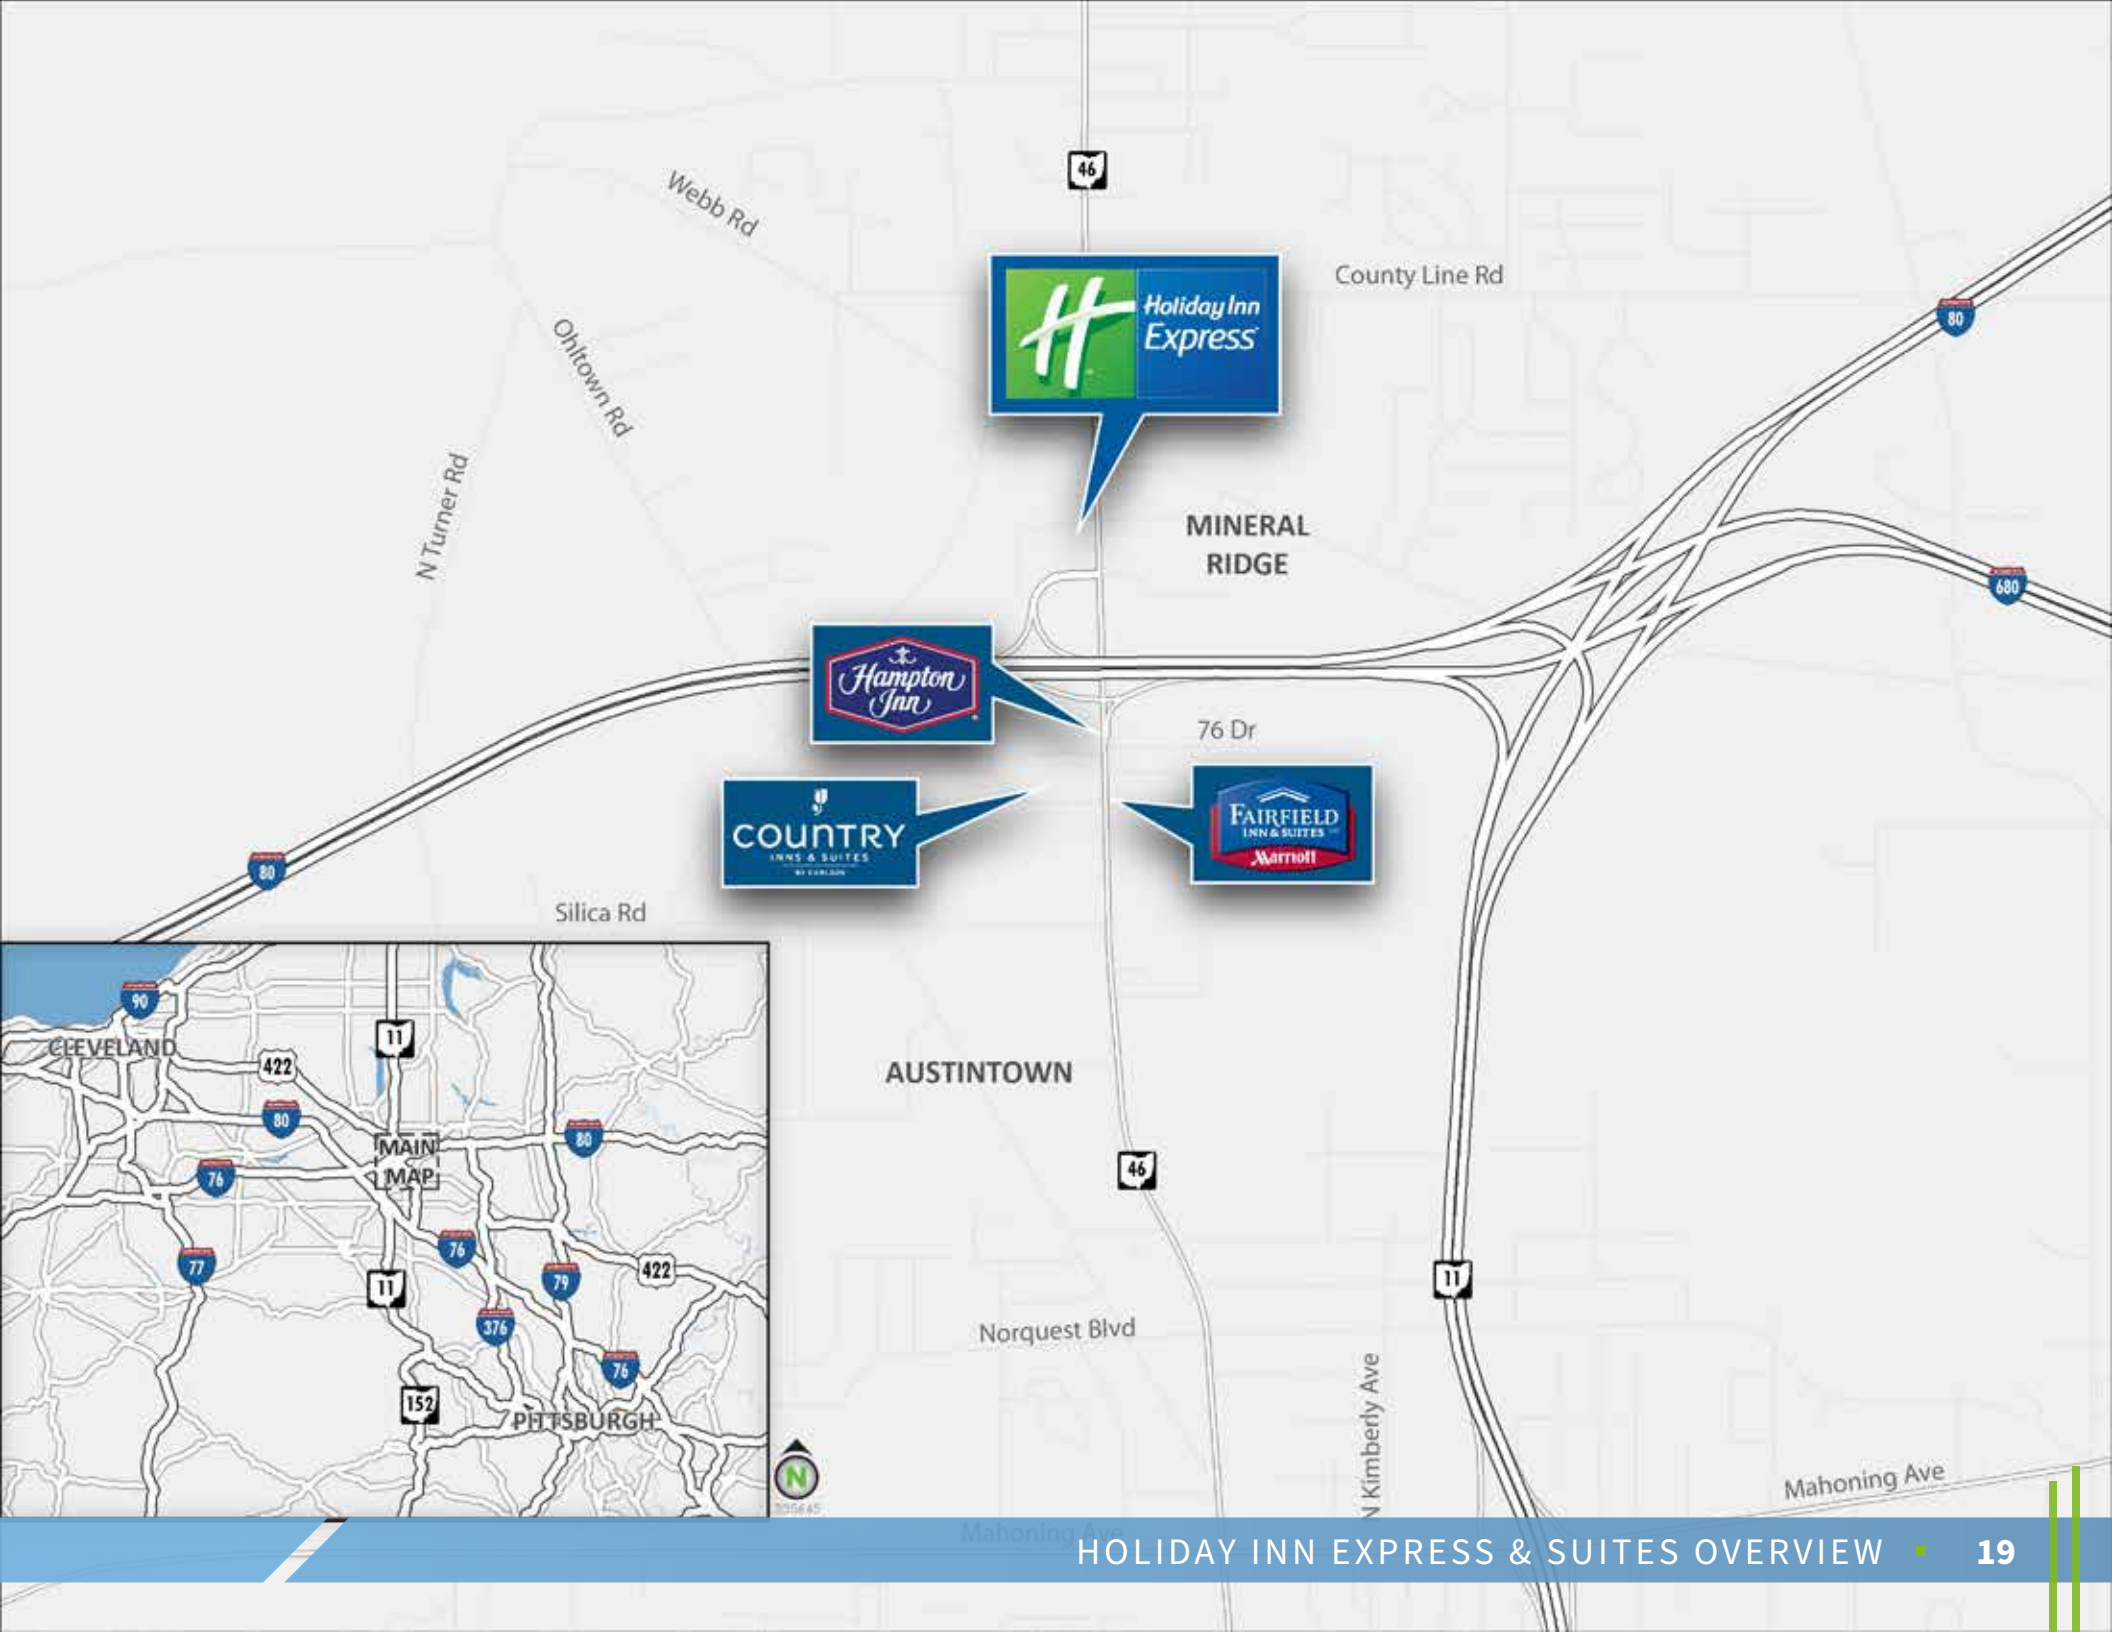 46
Webb Rd
County Line Rd
Holiday Inn
Express
80
Ohltown Rd
N Turner Rd
MINERAL
RIDGE
680
Hampton
Inn
76 Dr
COUNTRY
INNS & SUITES
BY CARLSON
FAIRFIELD
INN & SUITES
Marriott
80
Silica Rd
90
CLEVELAND
11
422
80
80
MAIN
MAP
76
76
77
11
79
422
376
76
152
PITTSBURGH
AUSTINTOWN
46
11
Norquest Blvd
N Kimberly Ave
Mahoning Ave
N
Mahoning Ave
HOLIDAY INN EXPRESS & SUITES OVERVIEW ▪ 19